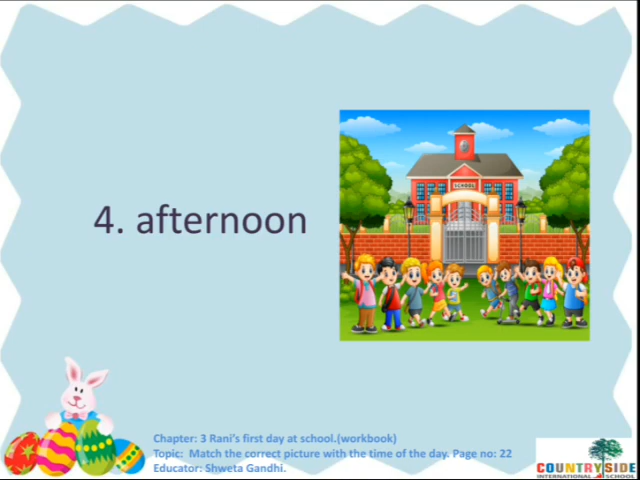 4. afternoon
SCHOOL
Chapter: 3 Rani's first day at school.(workbook)
Topic:  Match the correct picture with the time of the day. Page no: 22
Educator: Shweta Gandhi.
COUNTRYSIDE
INTERNATIONAL SCHOOL